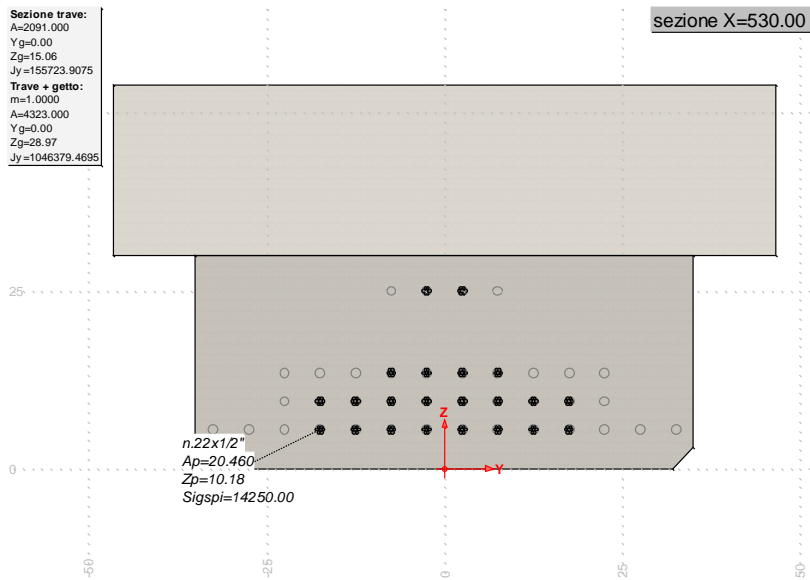 Sezione trave:
A=2091.000
Yg=0.00
Zg=15.06
Jy=155723.9075
Trave + getto:
m=1.0000
A=4323.000
Yg=0.00
Zg=28.97
Jy=1046379.4695
sezione X=530.00
25
Z
Y
0
n.22x1/2"
Ap=20.460
Zp=10.18
Sigspi=14250.00
-50
-25
0
25
50